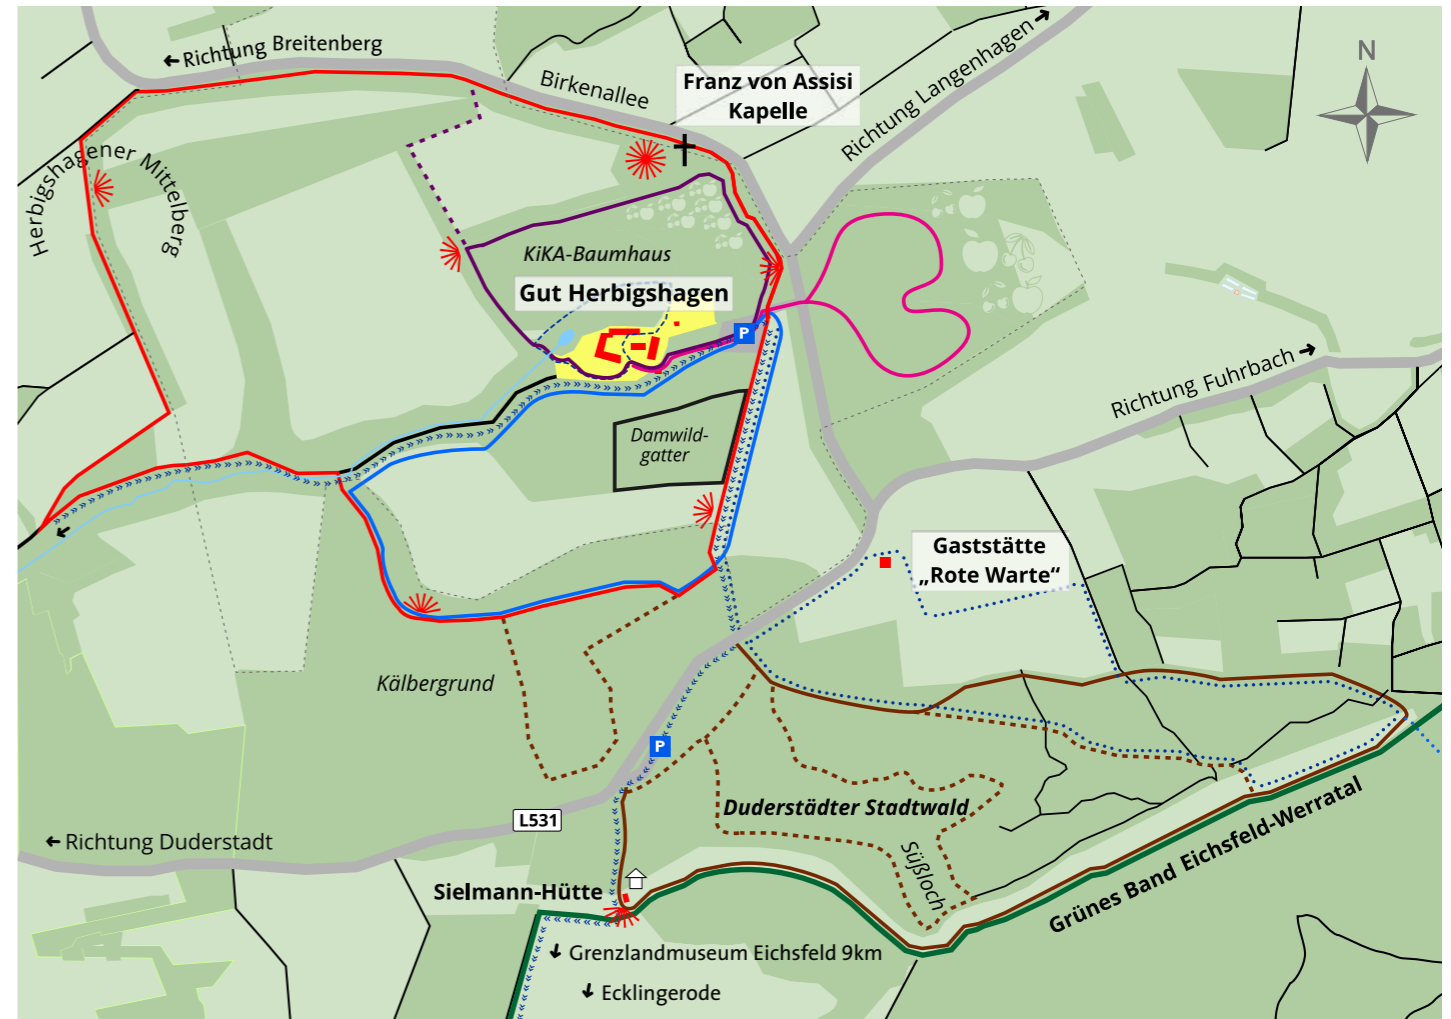 Richtung Breitenberg
Birkenallee
Franz von Assisi
Kapelle
Richtung Langenhagen
N
Herbigshagener Mittelberg
KiKA-Baumhaus
Gut Herbigshagen
P
Richtung Fuhrbach
Damwild-
gatter
Gaststätte
„Rote Warte“
Kälbergrund
P
Duderstädter Stadtwald
L531
Richtung Duderstadt
Süßloch
Grünes Band Eichsfeld-Werratal
Sielmann-Hütte
Grenzlandmuseum Eichsfeld 9km
Ecklingerode